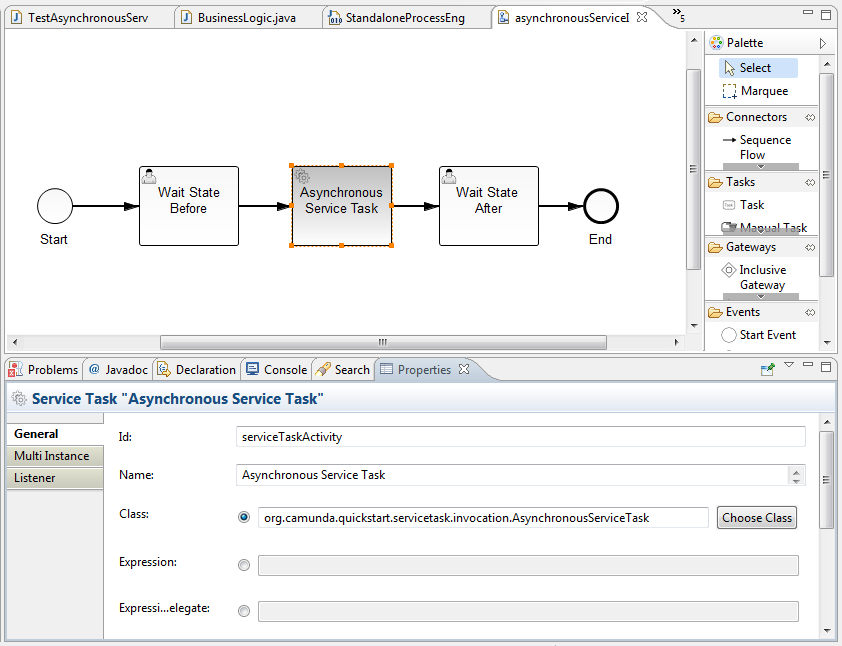 TestAsynchronousServ BusinessLogic.java StandaloneProcessEng asynchronousServiceI »5
Palette
Select
Marquee
Connectors
Sequence
Flow
Tasks
Task
Manual Task
Gateways
Inclusive
Gateway
Events
Start Event
Start
Wait State
Before
Asynchronous
Service Task
Wait State
After
End
Problems @ Javadoc Declaration Console Search Properties
Service Task "Asynchronous Service Task"
General
Multi Instance
Listener
Id: serviceTaskActivity
Name: Asynchronous Service Task
Class: org.camunda.quickstart.servicetask.invocation.AsynchronousServiceTask Choose Class
Expression:
Expressi...elegate: